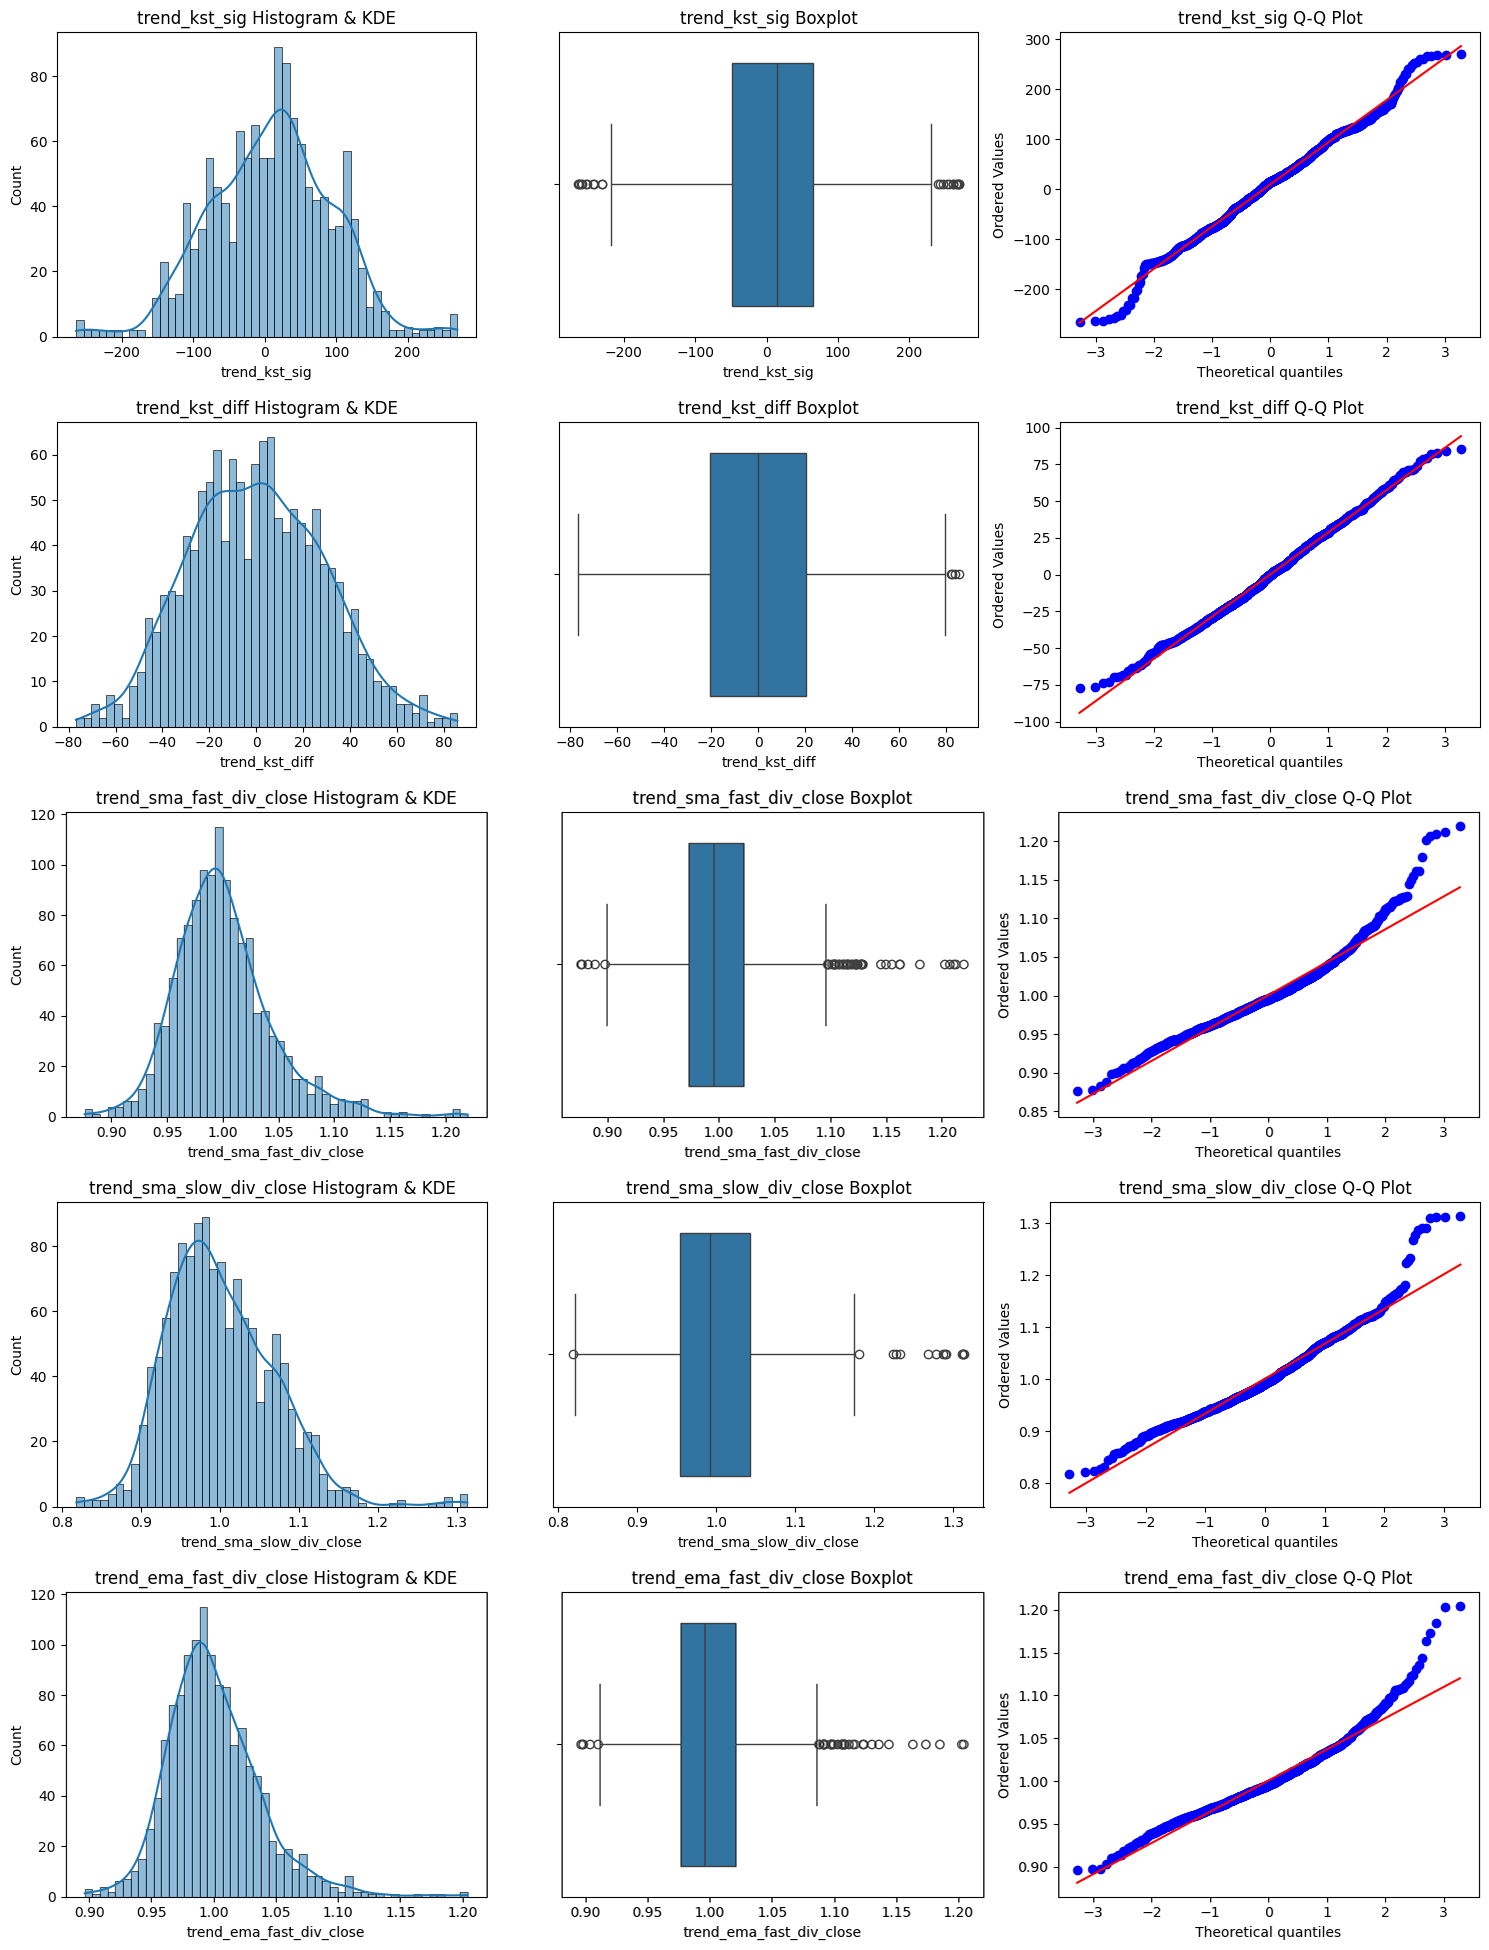 trend_kst_sig Histogram & KDE
80
60
40
20
0
Count
−200 −100 0 100 200
trend_kst_sig
trend_kst_sig Boxplot
−200 −100 0 100 200
trend_kst_sig
trend_kst_sig Q-Q Plot
300
200
100
0
−100
−200
Ordered Values
−3 −2 −1 0 1 2 3
Theoretical quantiles
trend_kst_diff Histogram & KDE
60
50
40
30
20
10
0
Count
−80 −60 −40 −20 0 20 40 60 80
trend_kst_diff
trend_kst_diff Boxplot
−80 −60 −40 −20 0 20 40 60 80
trend_kst_diff
trend_kst_diff Q-Q Plot
100
75
50
25
0
−25
−50
−75
−100
Ordered Values
−3 −2 −1 0 1 2 3
Theoretical quantiles
trend_sma_fast_div_close Histogram & KDE
120
100
80
60
40
20
0
Count
0.90 0.95 1.00 1.05 1.10 1.15 1.20
trend_sma_fast_div_close
trend_sma_fast_div_close Boxplot
0.90 0.95 1.00 1.05 1.10 1.15 1.20
trend_sma_fast_div_close
trend_sma_fast_div_close Q-Q Plot
1.20
1.15
1.10
1.05
1.00
0.95
0.90
0.85
Ordered Values
−3 −2 −1 0 1 2 3
Theoretical quantiles
trend_sma_slow_div_close Histogram & KDE
80
60
40
20
0
Count
0.8 0.9 1.0 1.1 1.2 1.3
trend_sma_slow_div_close
trend_sma_slow_div_close Boxplot
0.8 0.9 1.0 1.1 1.2 1.3
trend_sma_slow_div_close
trend_sma_slow_div_close Q-Q Plot
1.3
1.2
1.1
1.0
0.9
0.8
Ordered Values
−3 −2 −1 0 1 2 3
Theoretical quantiles
trend_ema_fast_div_close Histogram & KDE
120
100
80
60
40
20
0
Count
0.90 0.95 1.00 1.05 1.10 1.15 1.20
trend_ema_fast_div_close
trend_ema_fast_div_close Boxplot
0.90 0.95 1.00 1.05 1.10 1.15 1.20
trend_ema_fast_div_close
trend_ema_fast_div_close Q-Q Plot
1.20
1.15
1.10
1.05
1.00
0.95
0.90
Ordered Values
−3 −2 −1 0 1 2 3
Theoretical quantiles